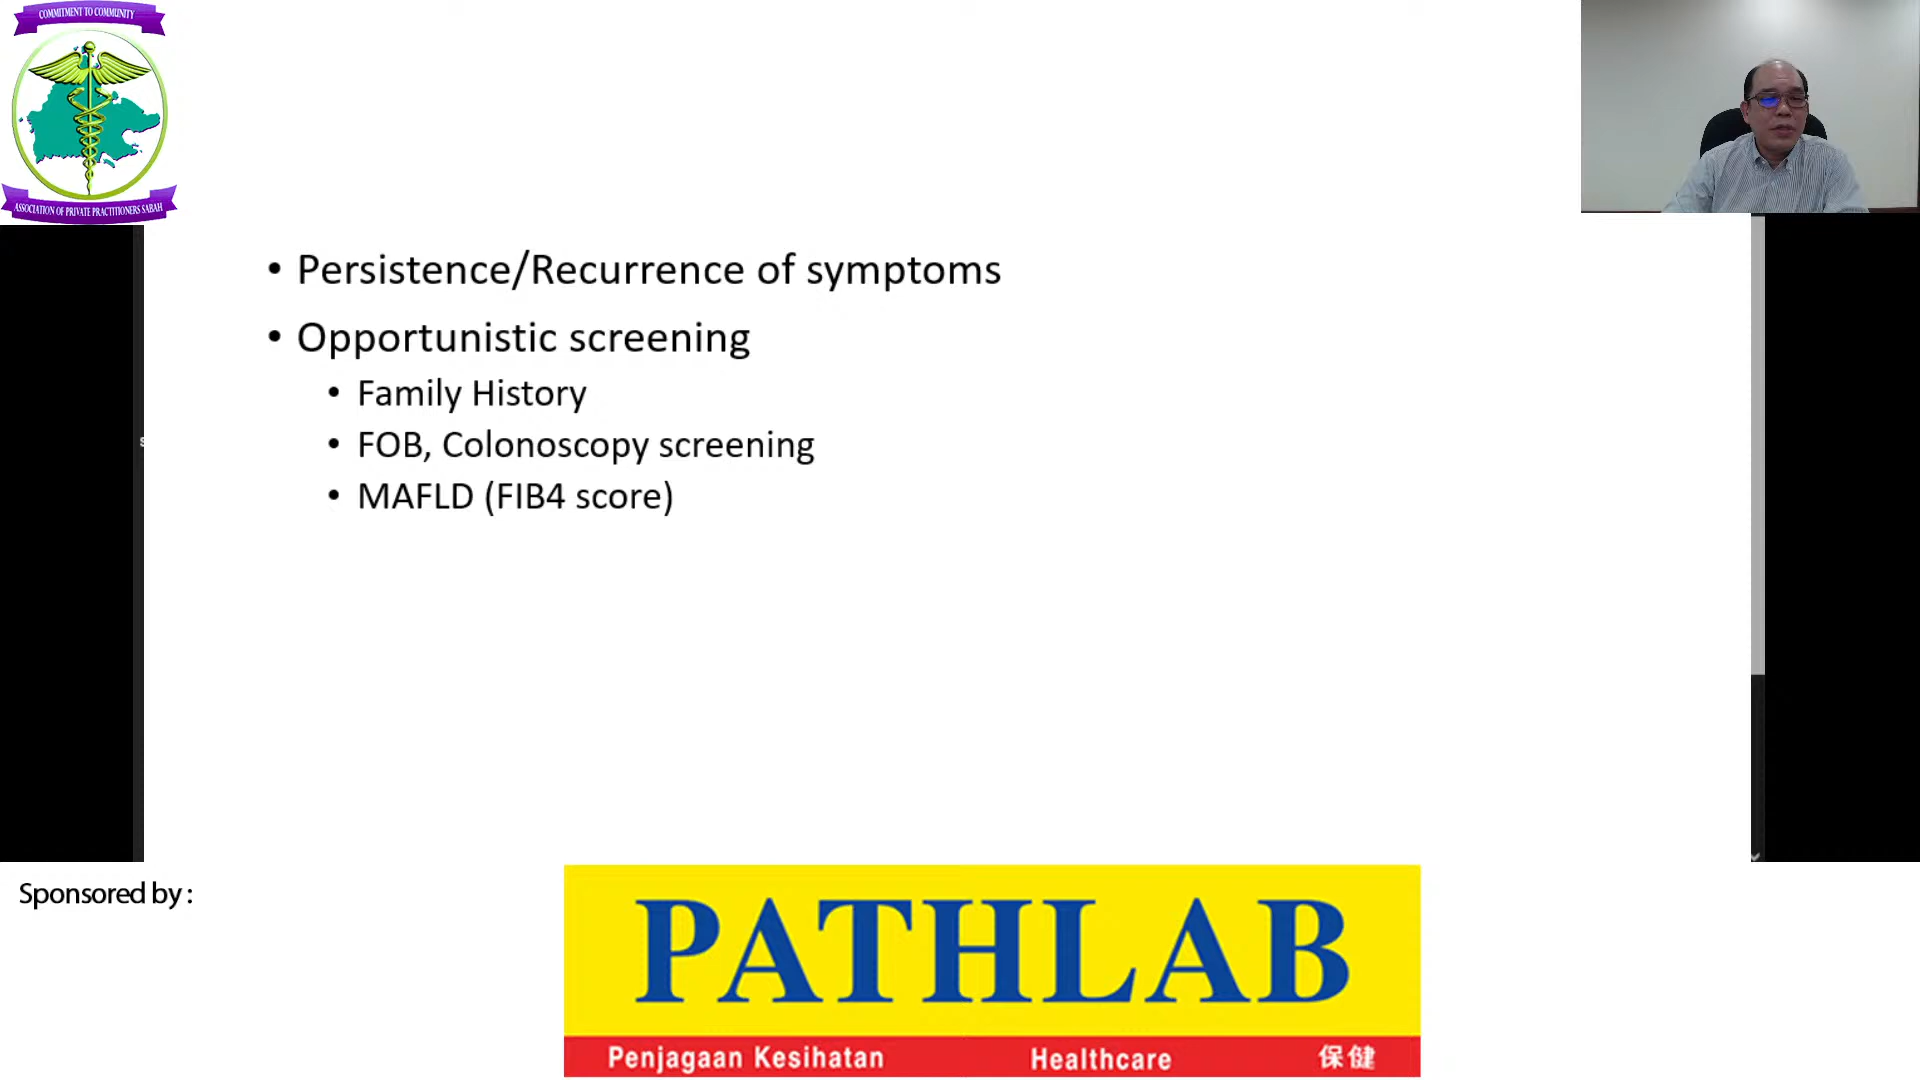 COMMITMENT TO COMMUNITY
ASSOCIATION OF PRIVATE PRACTITIONERS SABAH
• Persistence/Recurrence of symptoms
• Opportunistic screening
• Family History
• FOB, Colonoscopy screening
• MAFLD (FIB4 score)
Sponsored by :
PATHLAB
Penjagaan Kesihatan Healthcare 保健